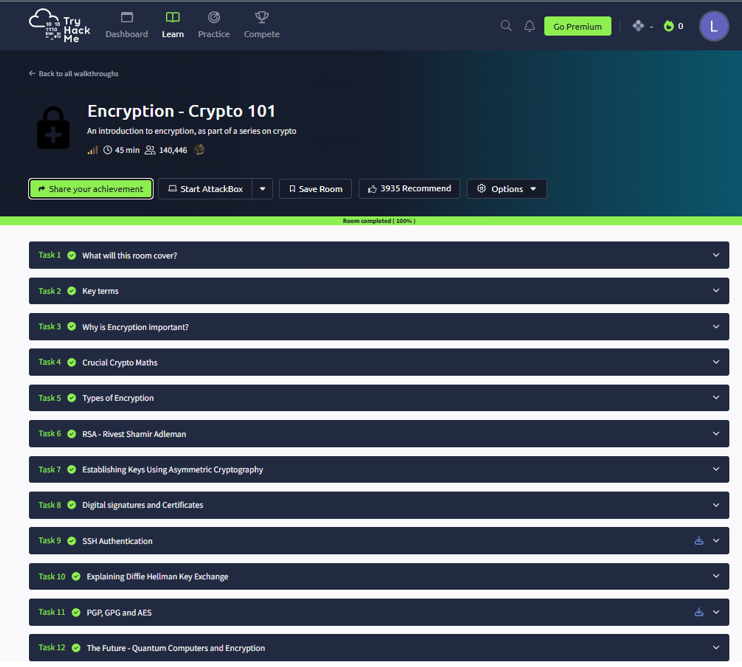 Try
Hack
Me
Dashboard
Learn
Practice
Compete
Go Premium
-
0
L
← Back to all walkthroughs
Encryption - Crypto 101
An introduction to encryption, as part of a series on crypto
45 min 140,446
Share your achievement
Start AttackBox
Save Room
3935 Recommend
Options
Room completed ( 100% )
Task 1 What will this room cover?
Task 2 Key terms
Task 3 Why is Encryption important?
Task 4 Crucial Crypto Maths
Task 5 Types of Encryption
Task 6 RSA - Rivest Shamir Adleman
Task 7 Establishing Keys Using Asymmetric Cryptography
Task 8 Digital signatures and Certificates
Task 9 SSH Authentication
Task 10 Explaining Diffie Hellman Key Exchange
Task 11 PGP, GPG and AES
Task 12 The Future - Quantum Computers and Encryption